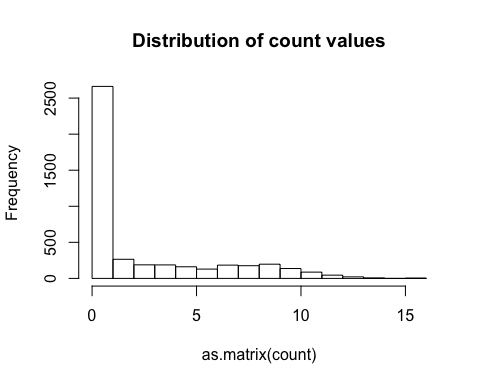 Distribution of count values
Frequency
2500
1500
500
0
0 5 10 15
as.matrix(count)